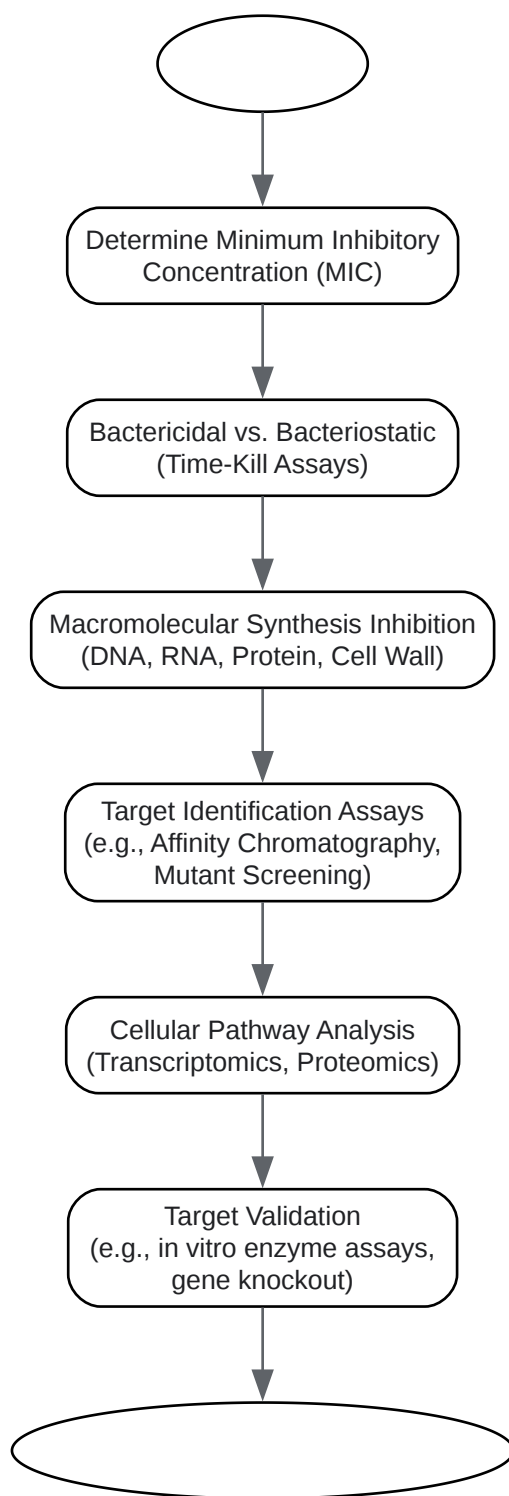 Determine Minimum Inhibitory
Concentration (MIC)
Bactericidal vs. Bacteriostatic
(Time-Kill Assays)
Macromolecular Synthesis Inhibition
(DNA, RNA, Protein, Cell Wall)
Target Identification Assays
(e.g., Affinity Chromatography,
Mutant Screening)
Cellular Pathway Analysis
(Transcriptomics, Proteomics)
Target Validation
(e.g., in vitro enzyme assays,
gene knockout)